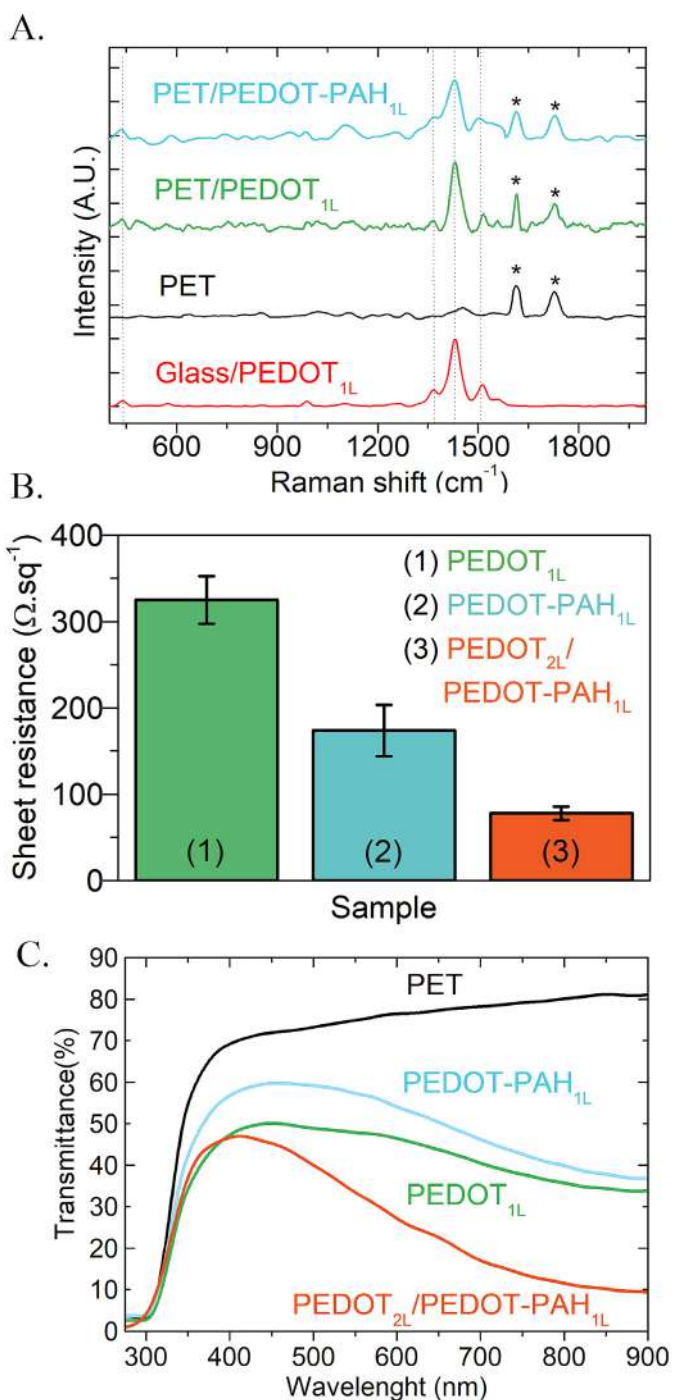 A.
Intensity (A.U.)
PET/PEDOT-PAH1L
* *
PET/PEDOT1L
* *
PET
* *
Glass/PEDOT1L
600 900 1200 1500 1800
Raman shift (cm-1)
B.
Sheet resistance (Ω.sq-1)
400
300
200
100
0
(1) PEDOT1L
(2) PEDOT-PAH1L
(3) PEDOT2L/
PEDOT-PAH1L
(1) (2) (3)
Sample
C.
Transmittance(%)
90
80
70
60
50
40
30
20
10
0
PET
PEDOT-PAH1L
PEDOT1L
PEDOT2L/PEDOT-PAH1L
300 400 500 600 700 800 900
Wavelenght (nm)